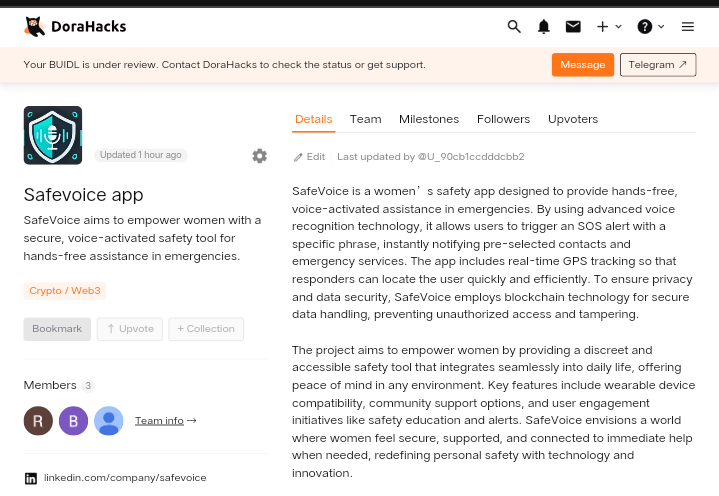 DoraHacks
Your BUIDL is under review. Contact DoraHacks to check the status or get support.
Message
Telegram ↗
Updated 1 hour ago
Safevoice app
SafeVoice aims to empower women with a
secure, voice-activated safety tool for
hands-free assistance in emergencies.
Crypto / Web3
Bookmark
↑ Upvote
+ Collection
Members 3
R
B
Team info →
linkedin.com/company/safevoice
Details
Team
Milestones
Followers
Upvoters
Edit
Last updated by @U_90cb1ccdddcbb2
SafeVoice is a women’s safety app designed to provide hands-free,
voice-activated assistance in emergencies. By using advanced voice
recognition technology, it allows users to trigger an SOS alert with a
specific phrase, instantly notifying pre-selected contacts and
emergency services. The app includes real-time GPS tracking so that
responders can locate the user quickly and efficiently. To ensure privacy
and data security, SafeVoice employs blockchain technology for secure
data handling, preventing unauthorized access and tampering.
The project aims to empower women by providing a discreet and
accessible safety tool that integrates seamlessly into daily life, offering
peace of mind in any environment. Key features include wearable device
compatibility, community support options, and user engagement
initiatives like safety education and alerts. SafeVoice envisions a world
where women feel secure, supported, and connected to immediate help
when needed, redefining personal safety with technology and
innovation.